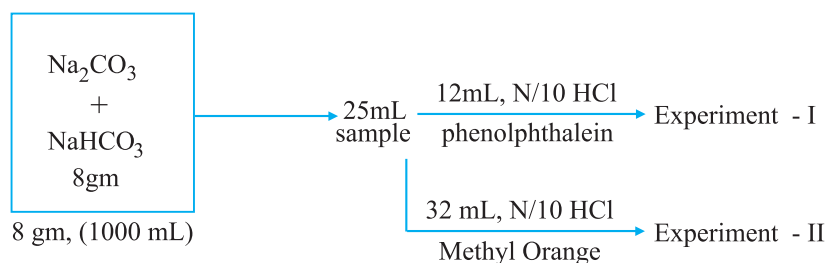 Na₂CO₃
+
NaHCO₃
8gm
8 gm, (1000 mL)
25mL
sample
12mL, N/10 HCl
phenolphthalein
Experiment - I
32 mL, N/10 HCl
Methyl Orange
Experiment - II